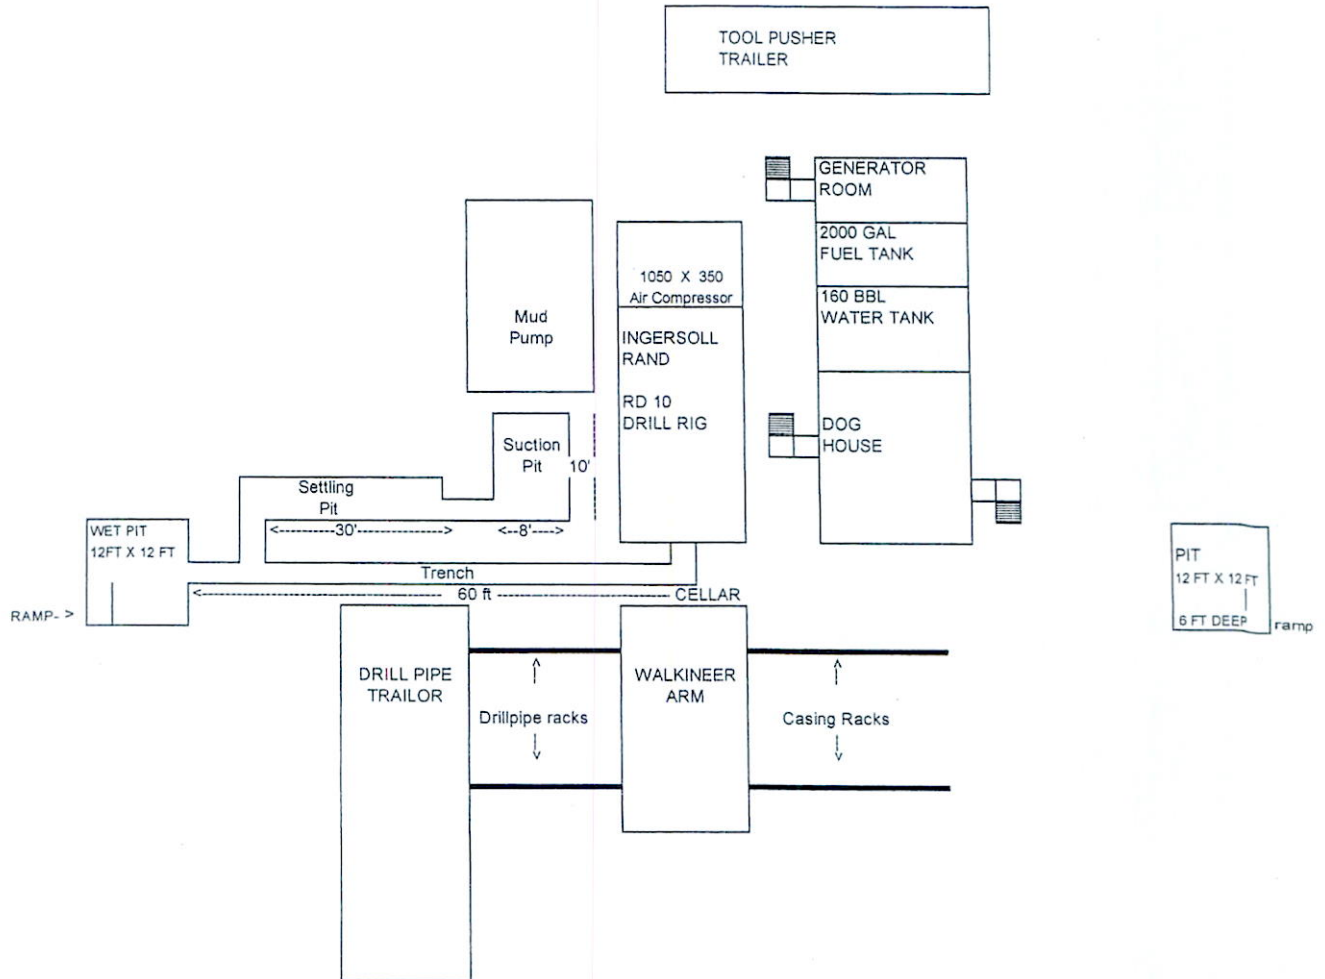 TOOL PUSHER
TRAILER
GENERATOR
ROOM
2000 GAL
FUEL TANK
160 BBL
WATER TANK
DOG
HOUSE
1050 X 350
Air Compressor
INGERSOLL
RAND
RD 10
DRILL RIG
Mud
Pump
Suction
Pit
10'
Settling
Pit
<-------30'----------->
<--8'--->
WET PIT
12FT X 12 FT
RAMP- >
Trench
<------------------------ 60 ft ----------------- CELLAR
PIT
12 FT X 12 FT
6 FT DEEP
ramp
DRILL PIPE
TRAILOR
Drillpipe racks
WALKINEER
ARM
Casing Racks